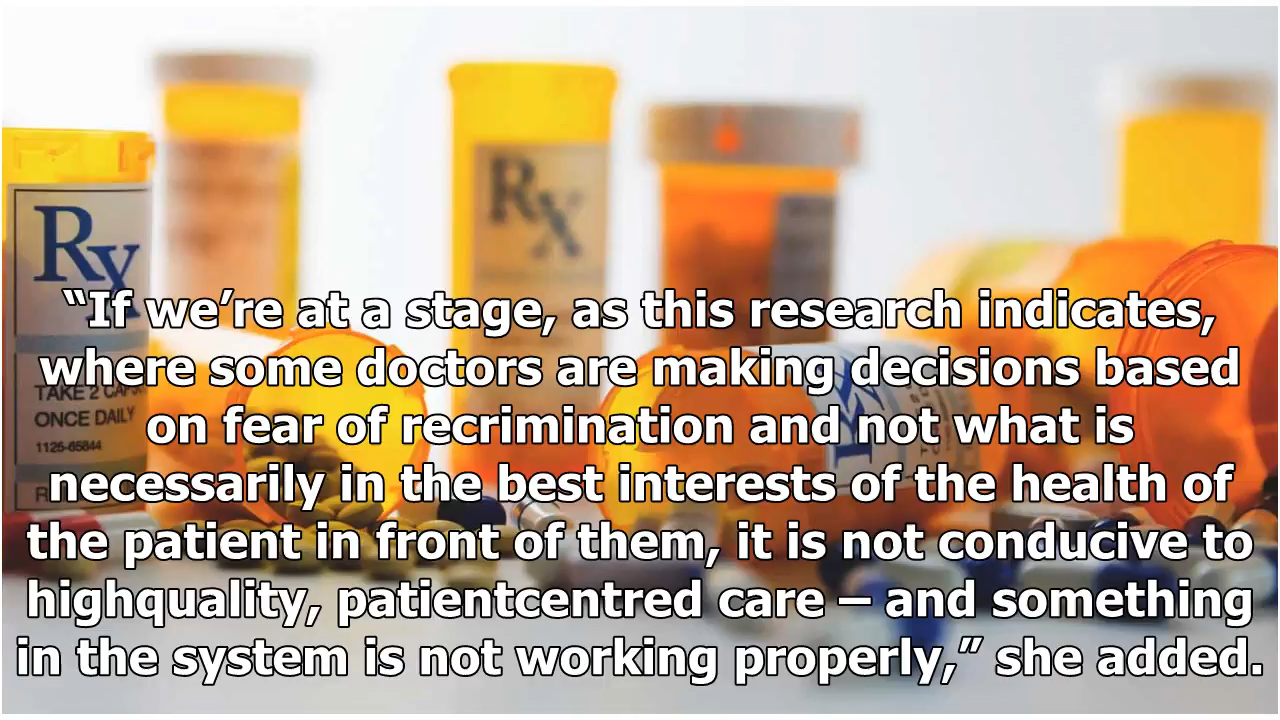 Rx
Rx
TAKE 2
ONCE DAILY
1126-65844
“If we’re at a stage, as this research indicates,
where some doctors are making decisions based
on fear of recrimination and not what is
necessarily in the best interests of the health of
the patient in front of them, it is not conducive to
highquality, patientcentred care – and something
in the system is not working properly,” she added.